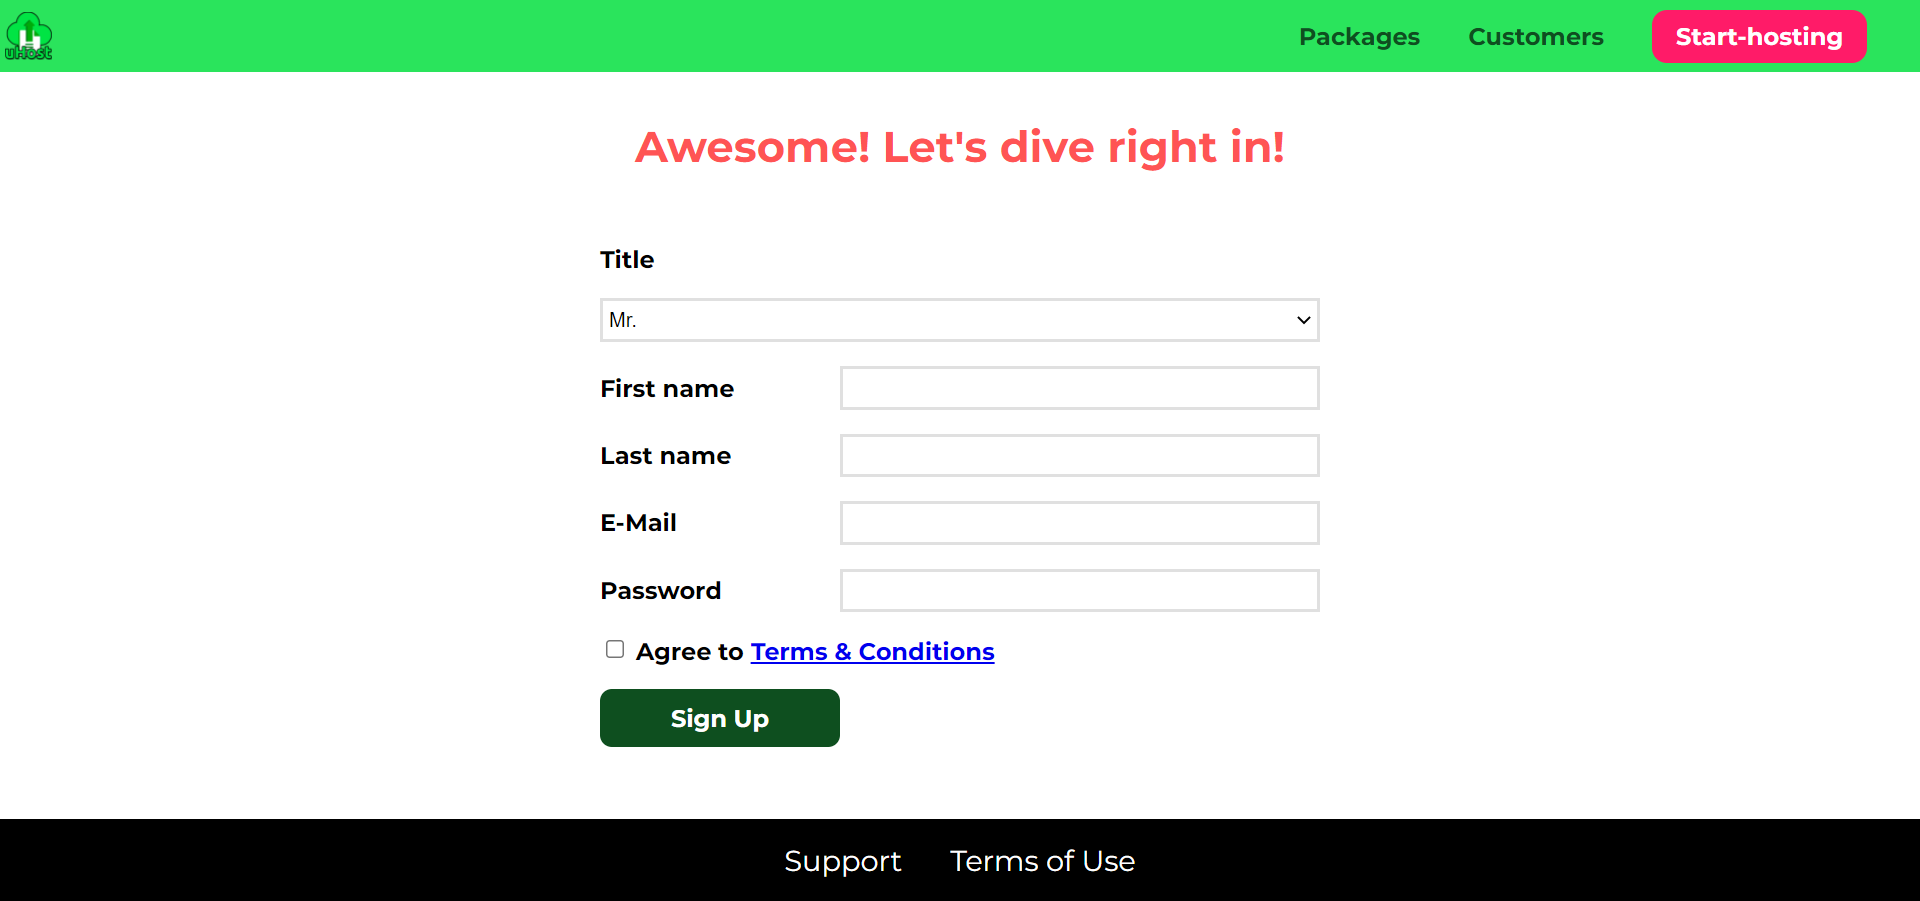 uHost
Packages Customers Start-hosting
Awesome! Let's dive right in!
Title
Mr.
First name
Last name
E-Mail
Password
Agree to Terms & Conditions
Sign Up
Support Terms of Use